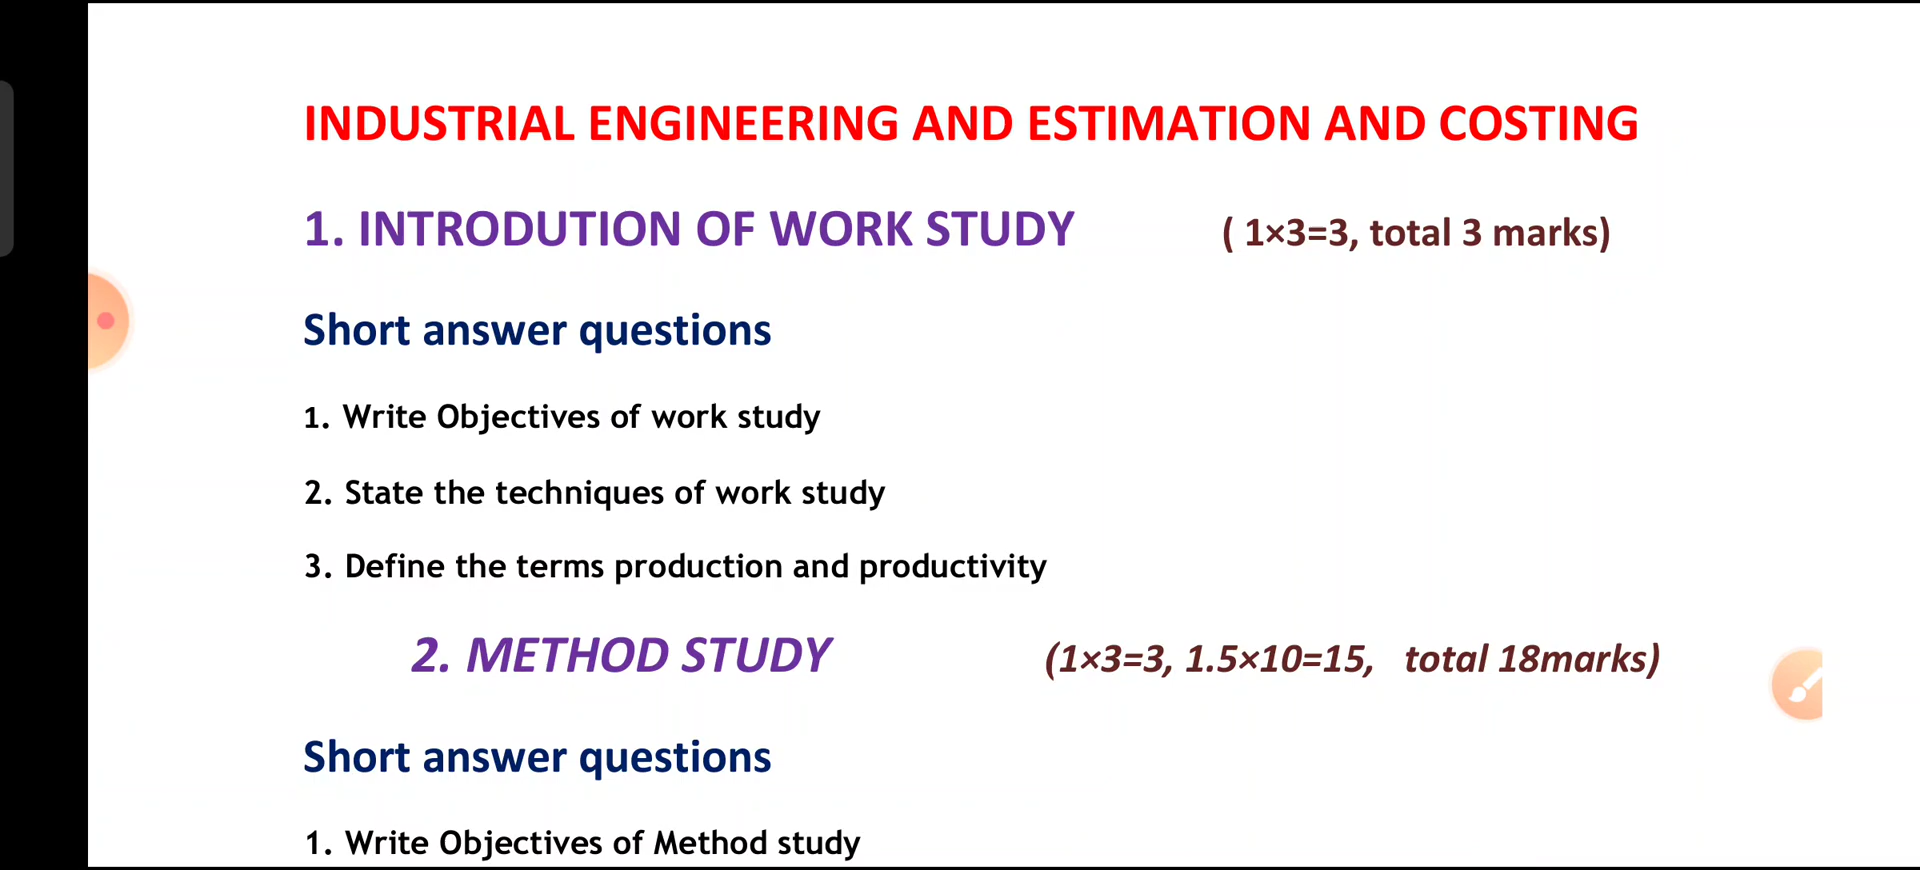 INDUSTRIAL ENGINEERING AND ESTIMATION AND COSTING
1. INTRODUTION OF WORK STUDY ( 1×3=3, total 3 marks)
Short answer questions
1. Write Objectives of work study
2. State the techniques of work study
3. Define the terms production and productivity
2. METHOD STUDY (1×3=3, 1.5×10=15, total 18marks)
Short answer questions
1. Write Objectives of Method study